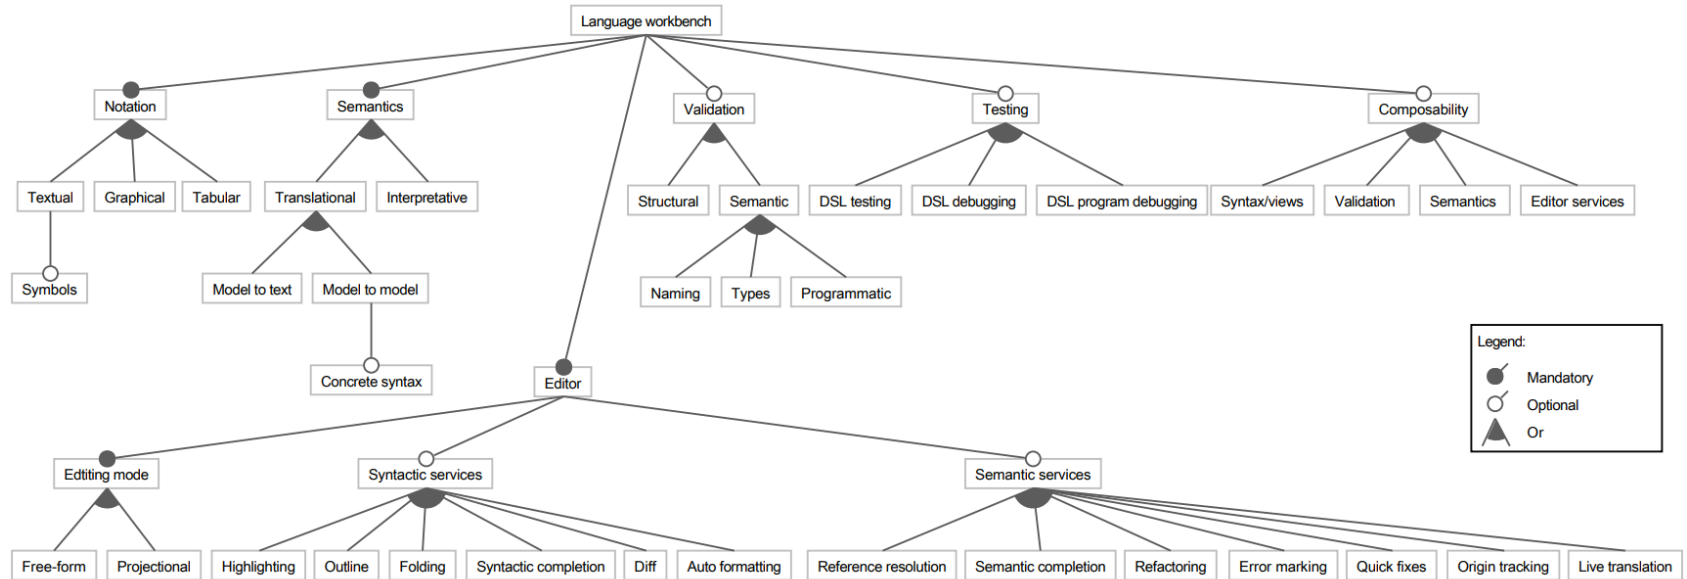 Language workbench
Notation
Semantics
Validation
Testing
Composability
Textual
Graphical
Tabular
Translational
Interpretative
Structural
Semantic
DSL testing
DSL debugging
DSL program debugging
Syntax/views
Validation
Semantics
Editor services
Symbols
Model to text
Model to model
Naming
Types
Programmatic
Concrete syntax
Editor
Legend:
Mandatory
Optional
Or
Edtiting mode
Syntactic services
Semantic services
Free-form
Projectional
Highlighting
Outline
Folding
Syntactic completion
Diff
Auto formatting
Reference resolution
Semantic completion
Refactoring
Error marking
Quick fixes
Origin tracking
Live translation